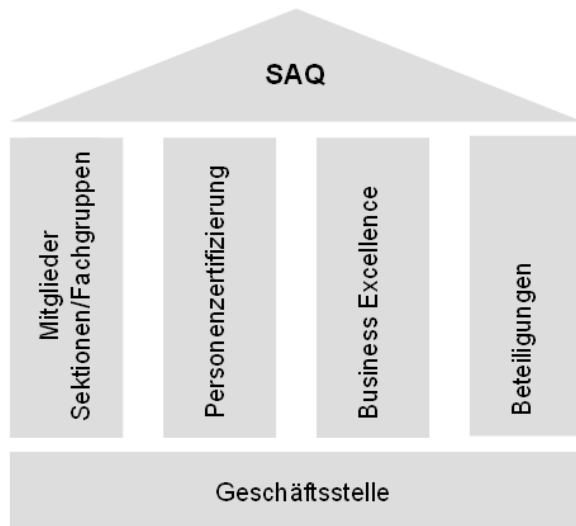 SAQ
Mitglieder
Sektionen/Fachgruppen
Personenzertifizierung
Business Excellence
Beteiligungen
Geschäftsstelle